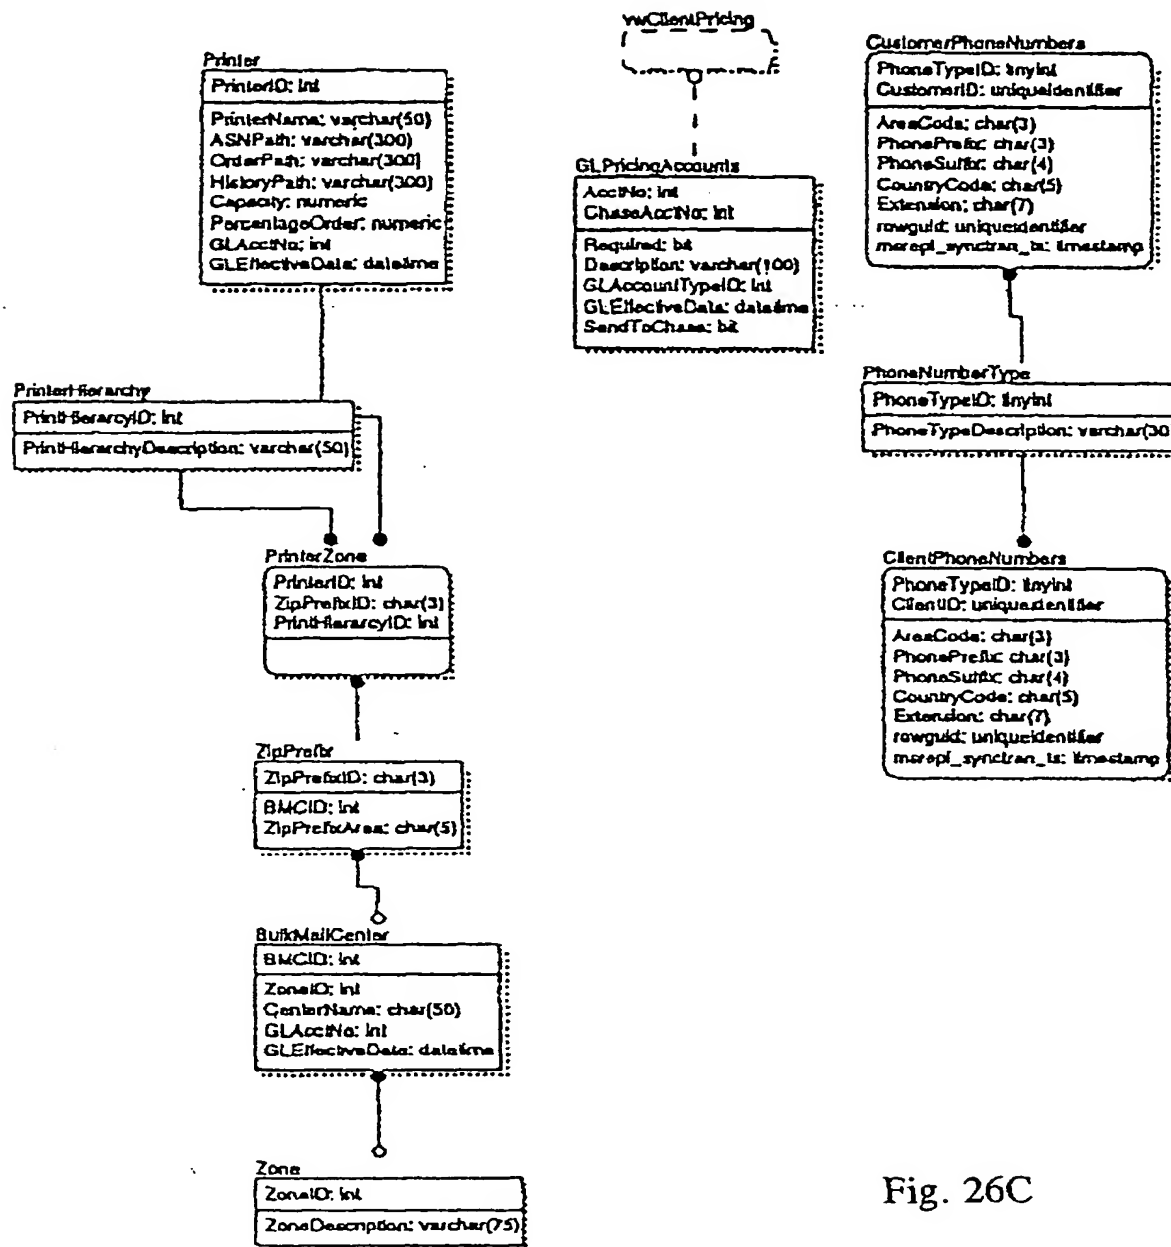 Printer
PrinterID: int
PrinterName: varchar(50)
ASNPath: varchar(300)
OrderPath: varchar(300)
HistoryPath: varchar(300)
Capacity: numeric
PercentageOrder: numeric
GLAcctNo: int
GLEffectiveData: datetime
PrinterHierarchy
PrintHierarcyID: int
PrintHierarchyDescription: varchar(50)
PrinterZone
PrinterID: int
ZipPrefixID: char(3)
PrintHierarcyID: int
ZipPrefix
ZipPrefixID: char(3)
BMCID: int
ZipPrefixArea: char(5)
BulkMailCenter
BMCID: int
ZoneID: int
CenterName: char(50)
GLAcctNo: int
GLEffectiveData: datetime
Zone
ZoneID: int
ZoneDescription: varchar(75)
vwClientPricing
GLPricingAccounts
AcctNo: int
ChaseAcctNo: int
Required: bit
Description: varchar(100)
GLAccountTypeID: int
GLEffectiveData: datetime
SendToChase: bit
CustomerPhoneNumbers
PhoneTypeID: tinyint
CustomerID: uniqueidentifier
AreaCode: char(3)
PhonePrefix: char(3)
PhoneSuffix: char(4)
CountryCode: char(5)
Extension: char(7)
rowguid: uniqueidentifier
msrepl_synctran_ts: timestamp
PhoneNumberType
PhoneTypeID: tinyint
PhoneTypeDescription: varchar(30
ClientPhoneNumbers
PhoneTypeID: tinyint
ClientID: uniqueidentifier
AreaCode: char(3)
PhonePrefix: char(3)
PhoneSuffix: char(4)
CountryCode: char(5)
Extension: char(7)
rowguid: uniqueidentifier
msrepl_synctran_ts: timestamp
Fig. 26C